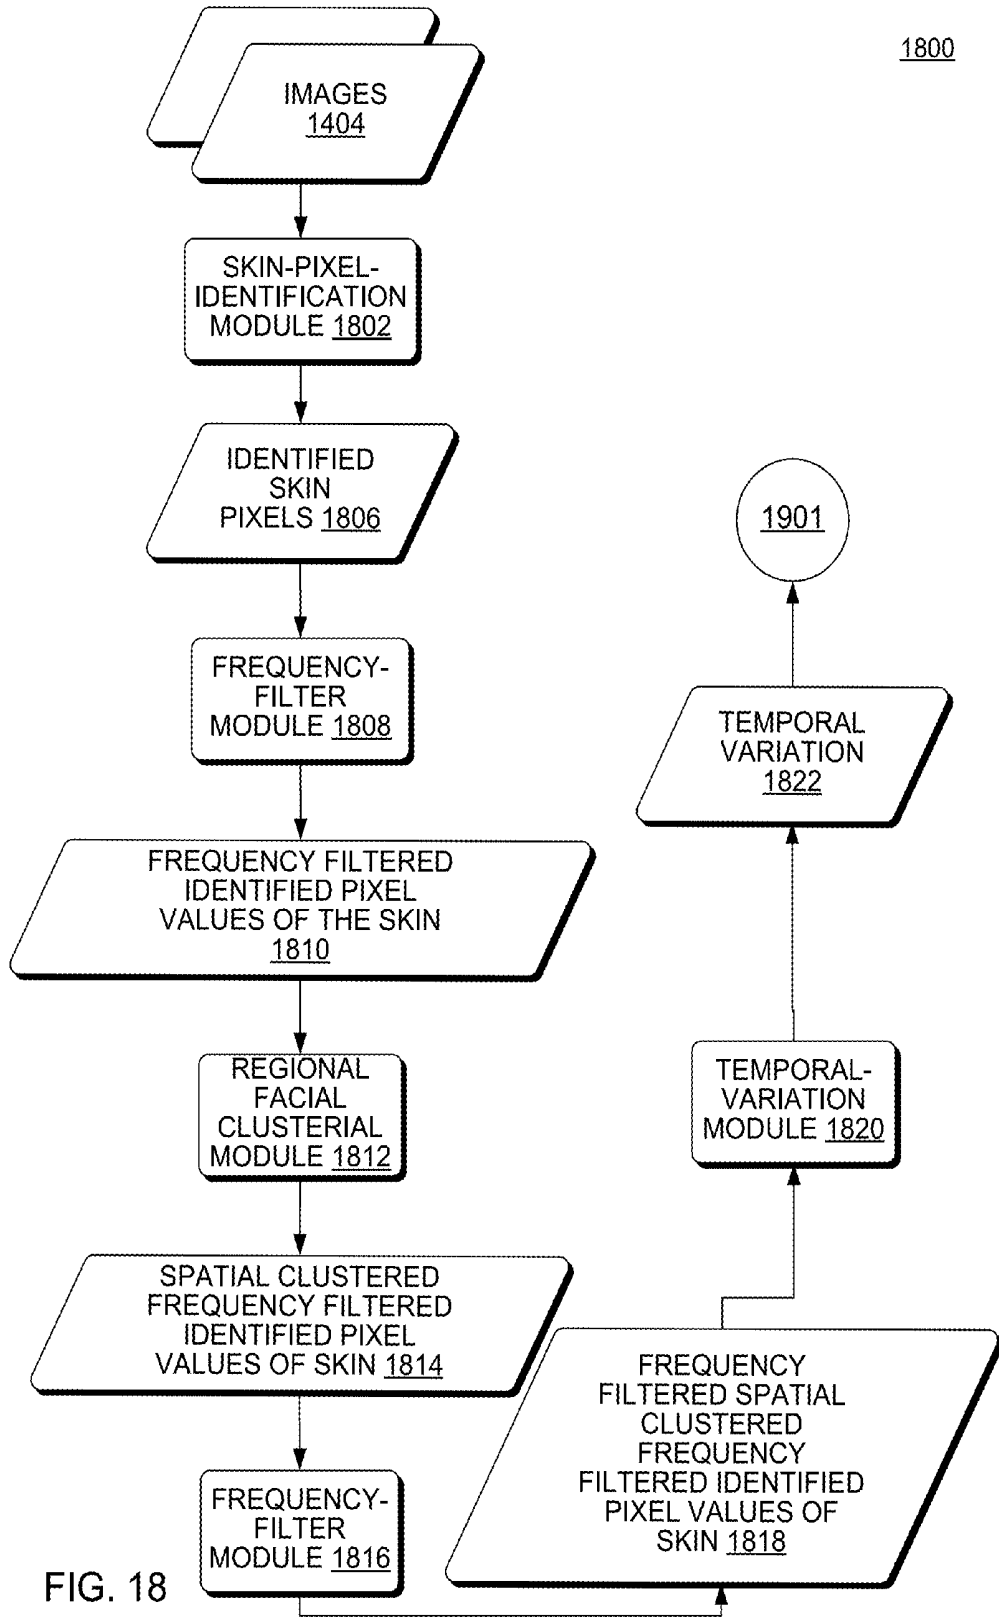 1800
IMAGES
1404
SKIN-PIXEL-
IDENTIFICATION
MODULE 1802
IDENTIFIED
SKIN
PIXELS 1806
FREQUENCY-
FILTER
MODULE 1808
FREQUENCY FILTERED
IDENTIFIED PIXEL
VALUES OF THE SKIN
1810
REGIONAL
FACIAL
CLUSTERIAL
MODULE 1812
SPATIAL CLUSTERED
FREQUENCY FILTERED
IDENTIFIED PIXEL
VALUES OF SKIN 1814
FREQUENCY-
FILTER
MODULE 1816
FREQUENCY
FILTERED SPATIAL
CLUSTERED
FREQUENCY
FILTERED IDENTIFIED
PIXEL VALUES OF
SKIN 1818
TEMPORAL-
VARIATION
MODULE 1820
TEMPORAL
VARIATION
1822
1901
FIG. 18